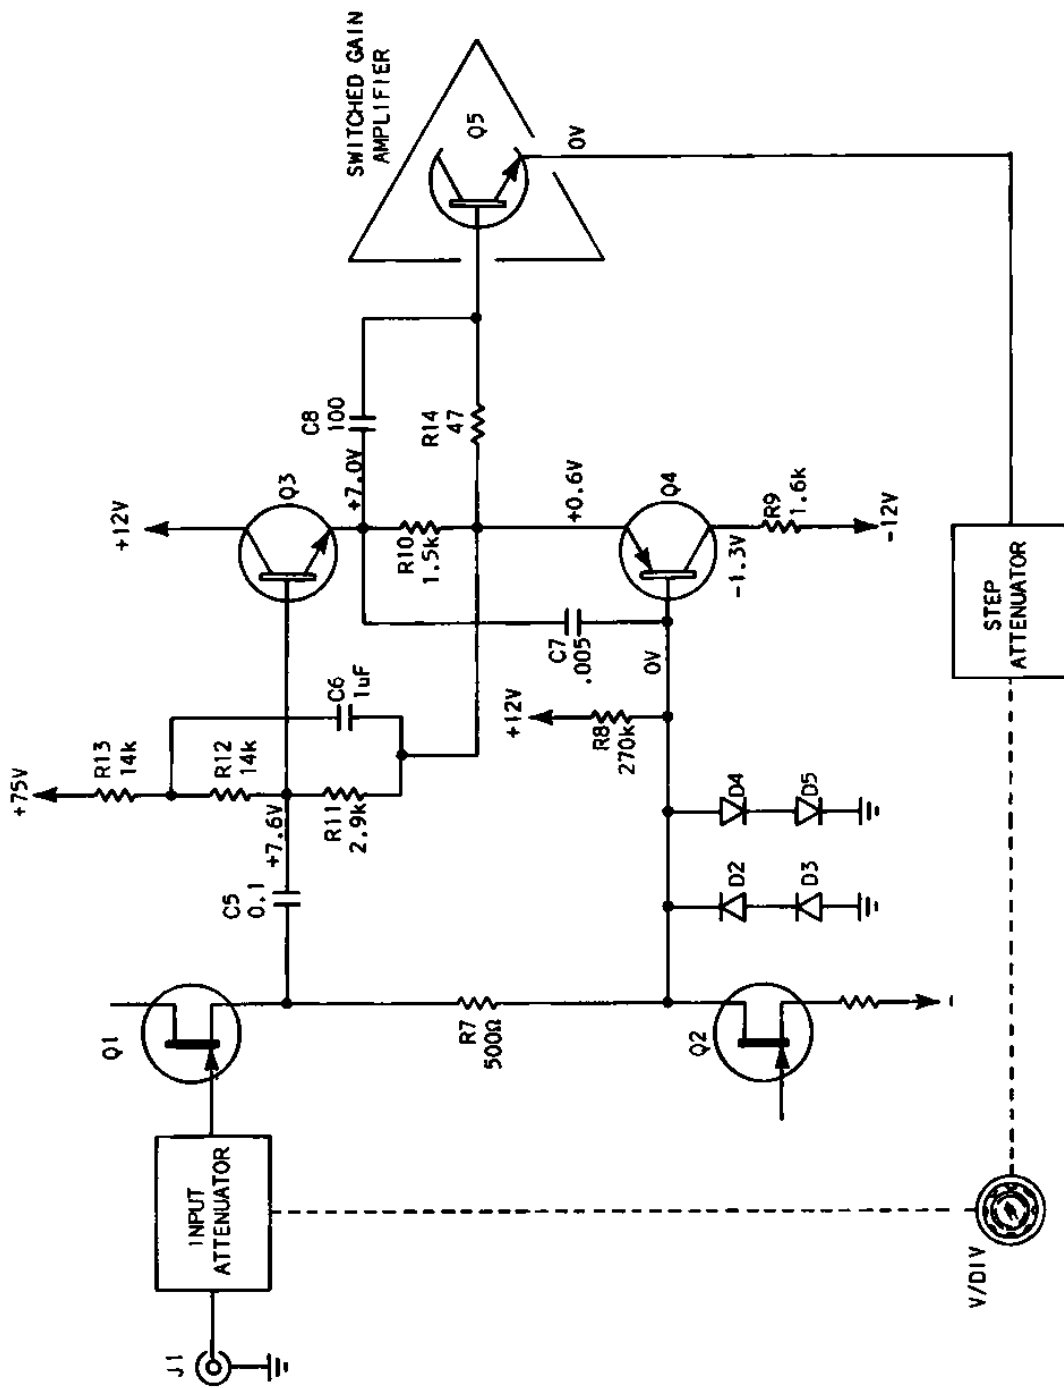 J1
INPUT
ATTENUATOR
Q1
+75V
R13
14k
R12
14k
+7.6V
C5
0.1
R11
2.9k
C6
1uF
+12V
Q3
+7.0V
C8
100
SWITCHED GAIN
AMPLIFIER
R10
1.5k
R14
47
Q5
R7
500Ω
+12V
R8
270k
C7
.005
0V
+0.6V
0V
Q2
D2
D3
D4
D5
Q4
-1.3V
R9
1.6k
-12V
V/DIV
STEP
ATTENUATOR